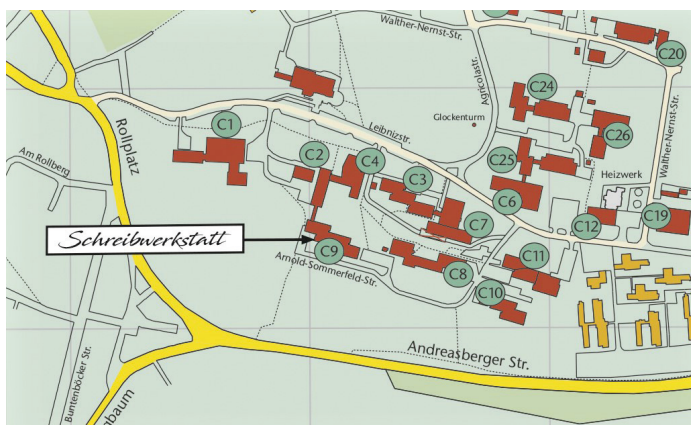 Walther-Nernst-Str.
C20
C24
Agricolastr.
Rollplatz
C1
Leibnizstr.
Glockenturm
C26
Walther-Nernst-Str.
Am Rollberg
C2
C4
C3
C25
Heizwerk
C6
C7
C12
C19
Schreibwerkstatt
C9
C11
Arnold-Sommerfeld-Str.
C8
C10
Andreasberger Str.
Buntenböcker Str.
nbaum